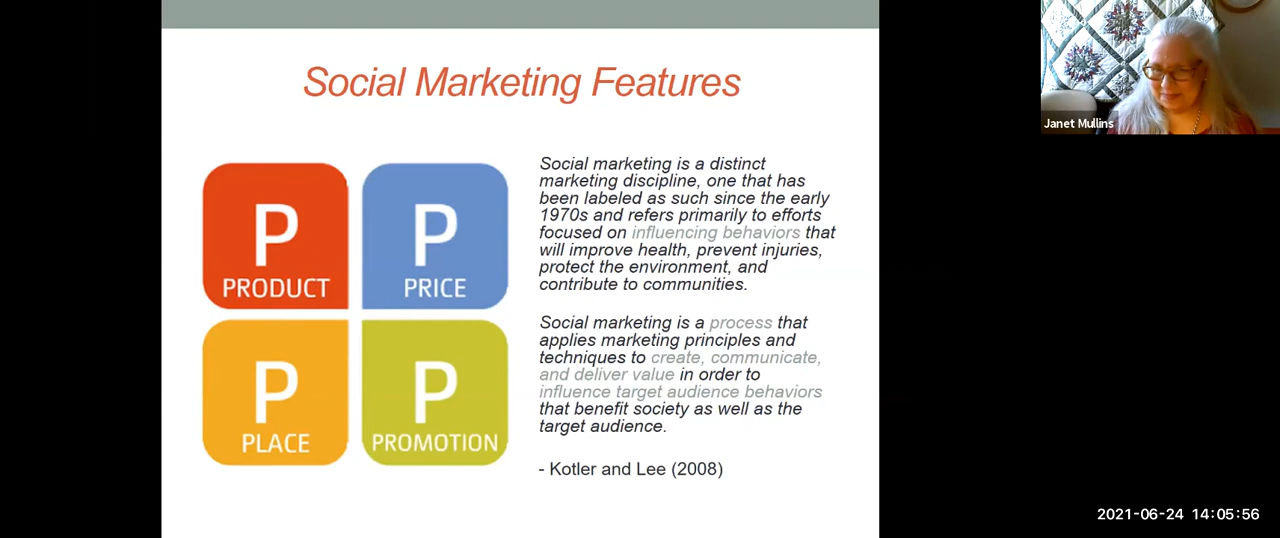 Social Marketing Features
P
PRODUCT
P
PRICE
P
PLACE
P
PROMOTION
Social marketing is a distinct
marketing discipline, one that has
been labeled as such since the early
1970s and refers primarily to efforts
focused on influencing behaviors that
will improve health, prevent injuries,
protect the environment, and
contribute to communities.
Social marketing is a process that
applies marketing principles and
techniques to create, communicate,
and deliver value in order to
influence target audience behaviors
that benefit society as well as the
target audience.
- Kotler and Lee (2008)
Janet Mullins
2021-06-24 14:05:56